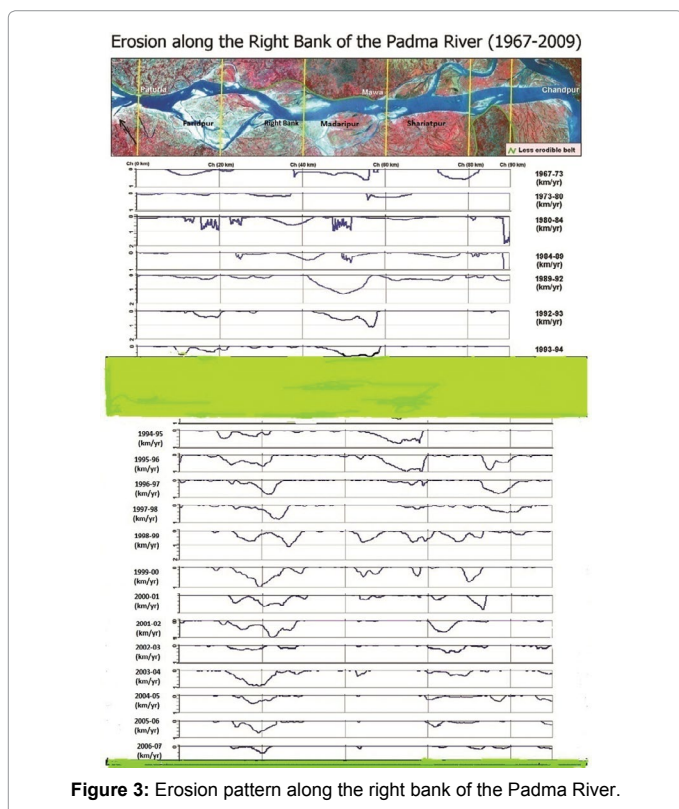 Erosion along the Right Bank of the Padma River (1967-2009)
Paturia
Mawa
Chandpur
Faridpur
Right Bank
Madaripur
Shariatpur
Less erodible belt
Ch (0 km) Ch (20 km) Ch (40 km) Ch (60 km) Ch (80 km) Ch (90 km)
1967-73
(km/yr)
1973-80
(km/yr)
1980-84
(km/yr)
1984-89
(km/yr)
1989-92
(km/yr)
1992-93
(km/yr)
1993-94
1994-95
(km/yr)
1995-96
(km/yr)
1996-97
(km/yr)
1997-98
(km/yr)
1998-99
(km/yr)
1999-00
(km/yr)
2000-01
(km/yr)
2001-02
(km/yr)
2002-03
(km/yr)
2003-04
(km/yr)
2004-05
(km/yr)
2005-06
(km/yr)
2006-07
(km/yr)
Figure 3: Erosion pattern along the right bank of the Padma River.